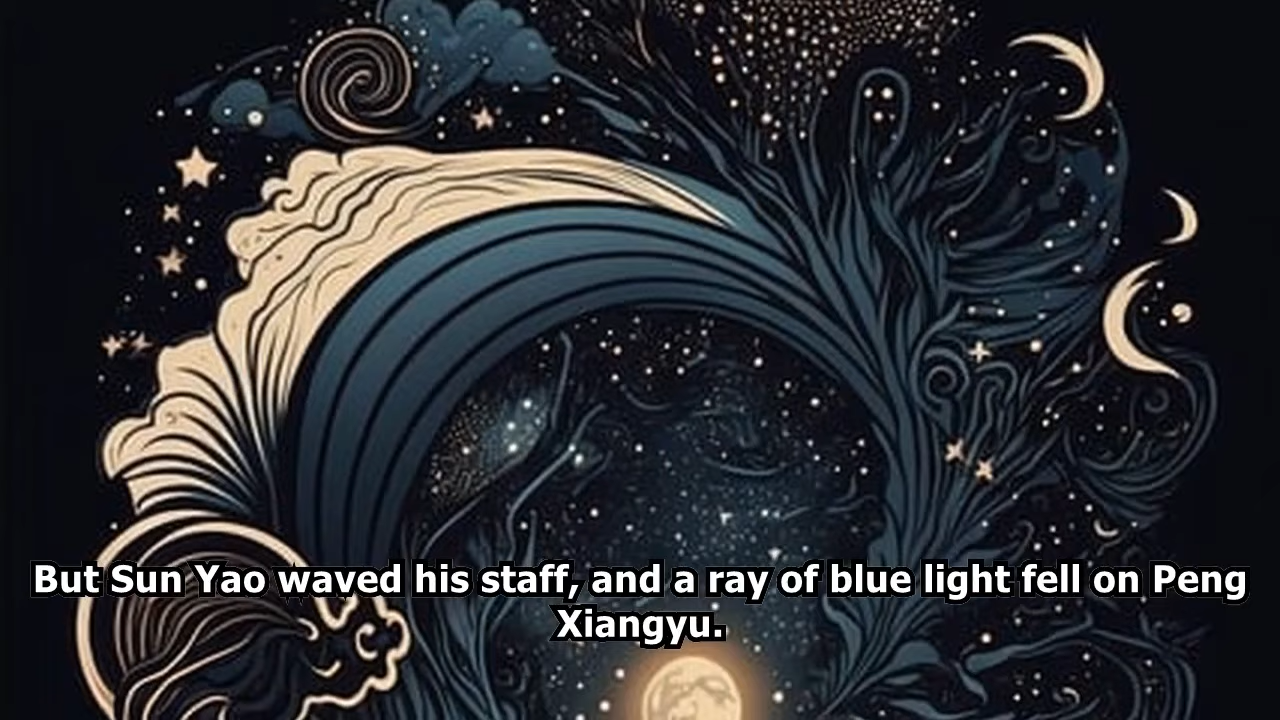 But Sun Yao waved his staff, and a ray of blue light fell on Peng
Xiangyu.